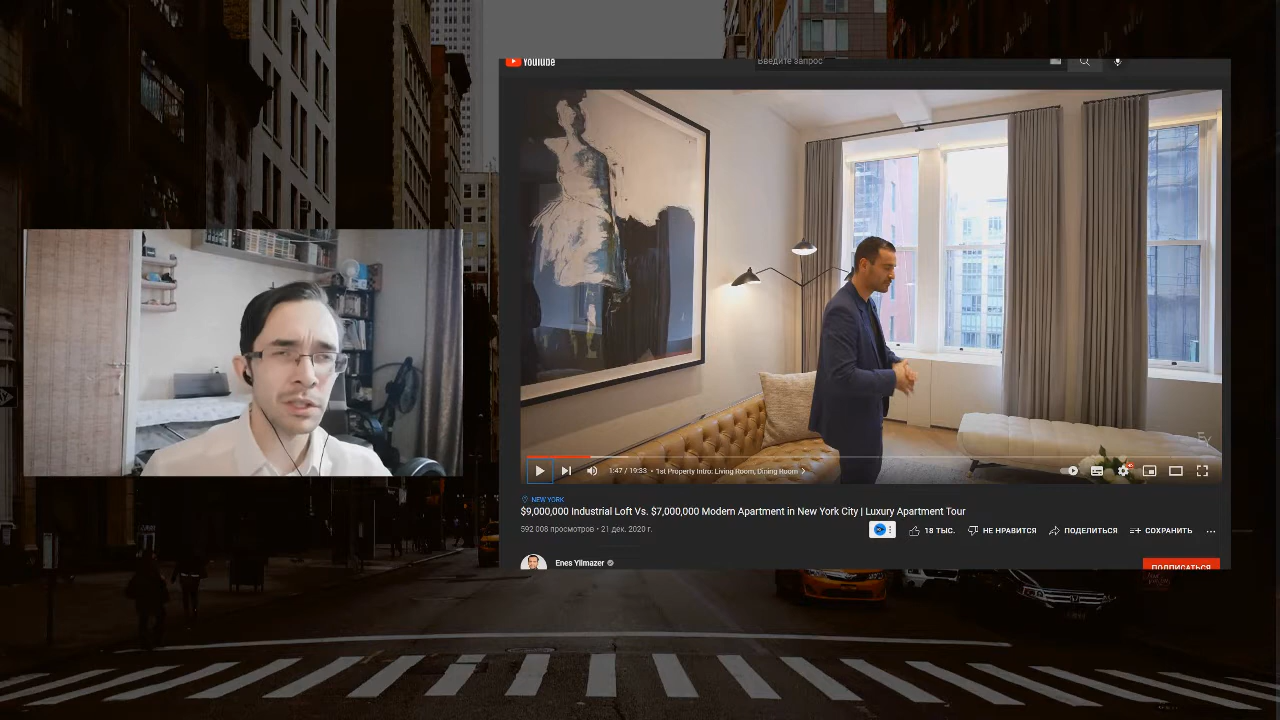 YouTube
Введите запрос
1:47 / 19:33 • 1st Property Intro: Living Room, Dining Room
NEW YORK
$9,000,000 Industrial Loft Vs. $7,000,000 Modern Apartment in New York City | Luxury Apartment Tour
592 008 просмотров • 21 дек. 2020 г.
18 ТЫС.
НЕ НРАВИТСЯ
ПОДЕЛИТЬСЯ
СОХРАНИТЬ
Enes Yilmazer
ПОДПИСАТЬСЯ